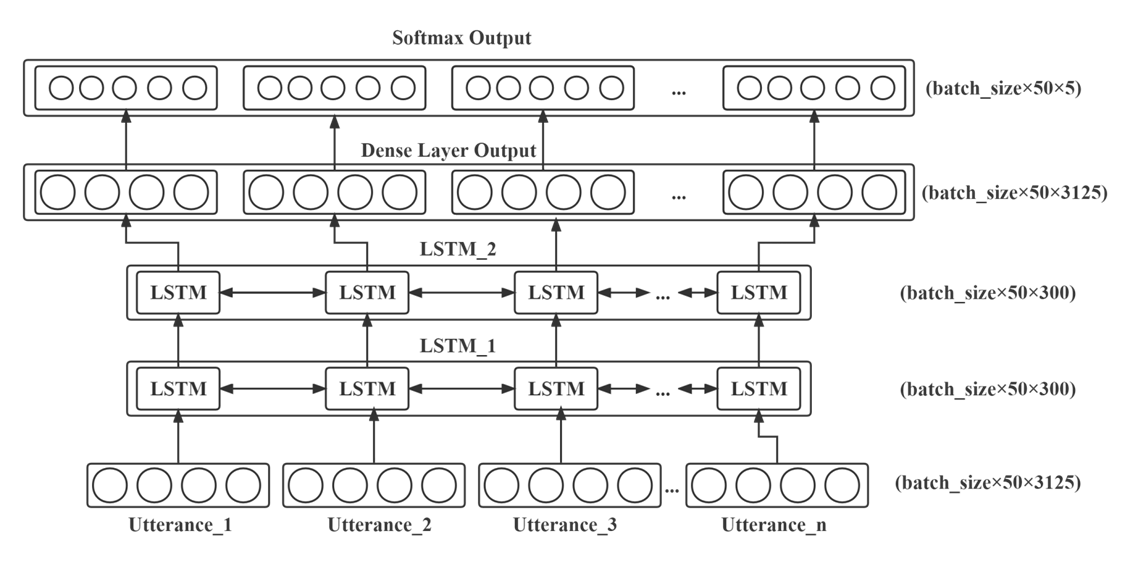 Softmax Output
... (batch_size×50×5)
Dense Layer Output
... (batch_size×50×3125)
LSTM_2
LSTM LSTM LSTM ... LSTM (batch_size×50×300)
LSTM_1
LSTM LSTM LSTM ... LSTM (batch_size×50×300)
... (batch_size×50×3125)
Utterance_1 Utterance_2 Utterance_3 Utterance_n